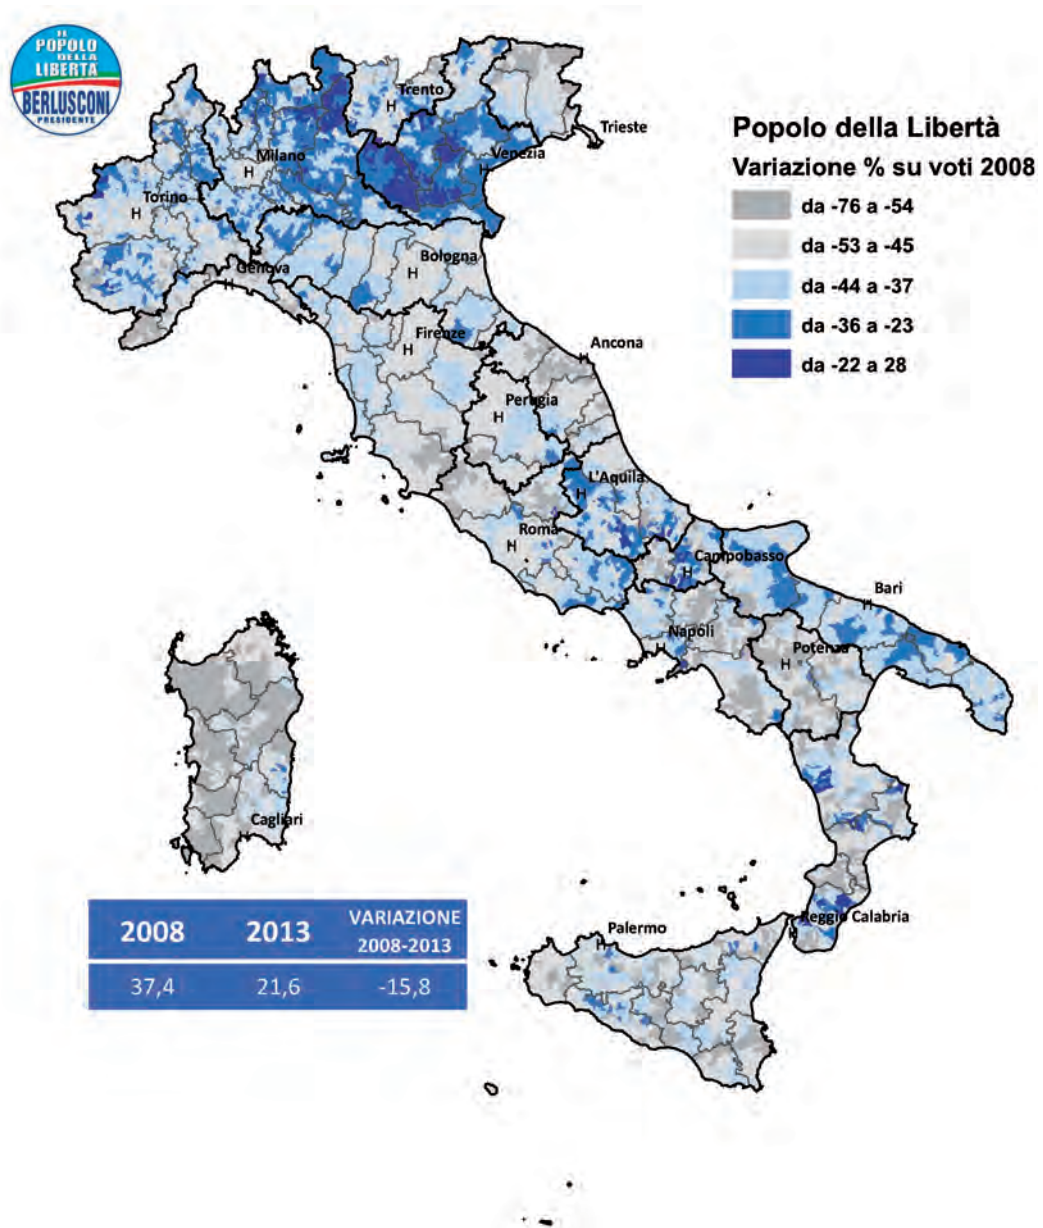 IL
POPOLO
DELLA
LIBERTÀ
BERLUSCONI
PRESIDENTE
Popolo della Libertà
Variazione % su voti 2008
da -76 a -54
da -53 a -45
da -44 a -37
da -36 a -23
da -22 a 28
Trento
Trieste
Milano
Venezia
Torino
Genova
Bologna
Firenze
Ancona
Perugia
L'Aquila
Roma
Campobasso
Bari
Napoli
Potenza
Cagliari
Reggio Calabria
Palermo
2008 2013 VARIAZIONE
2008-2013
37,4 21,6 -15,8